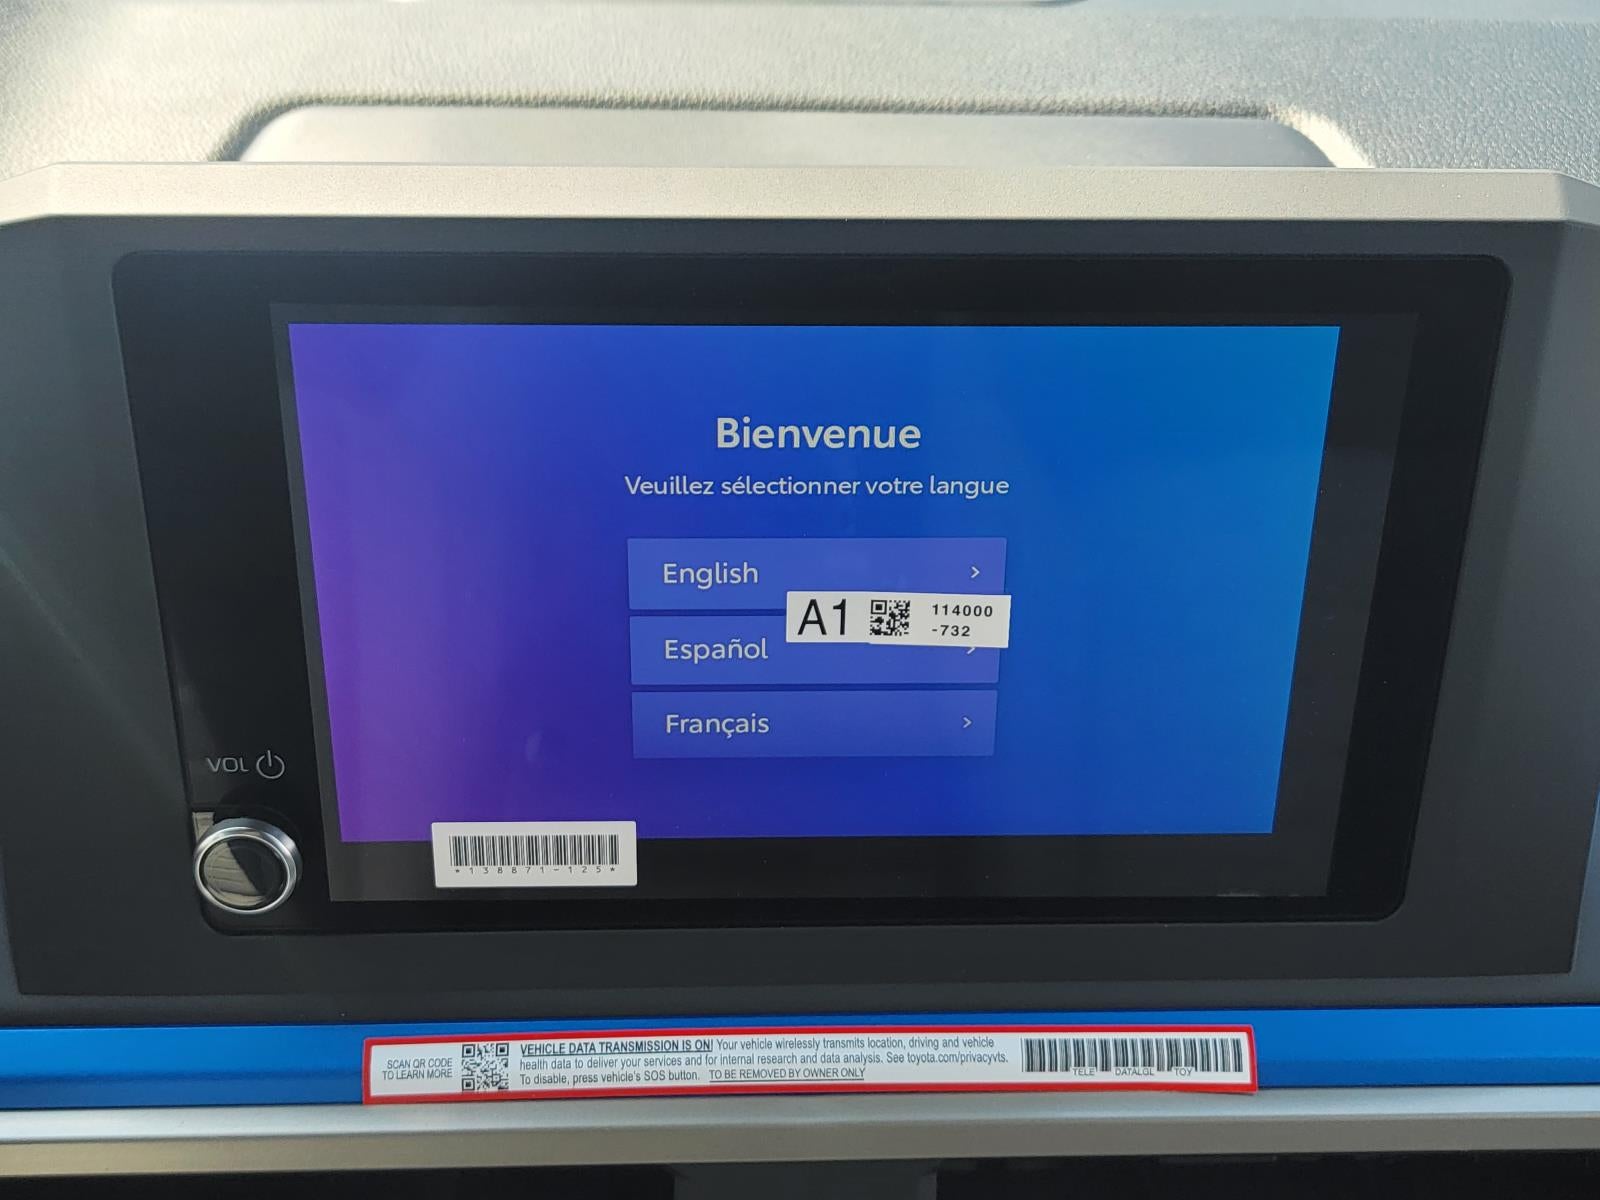 Bienvenue
Veuillez sélectionner votre langue
English
A1
114000
-732
Español
Français
VOL
*138871-125*
SCAN QR CODE
TO LEARN MORE
VEHICLE DATA TRANSMISSION IS ON! Your vehicle wirelessly transmits location, driving and vehicle
health data to deliver your services and for internal research and data analysis. See toyota.com/privacyvts.
To disable, press vehicle's SOS button. TO BE REMOVED BY OWNER ONLY
TELE DATALGL TOY